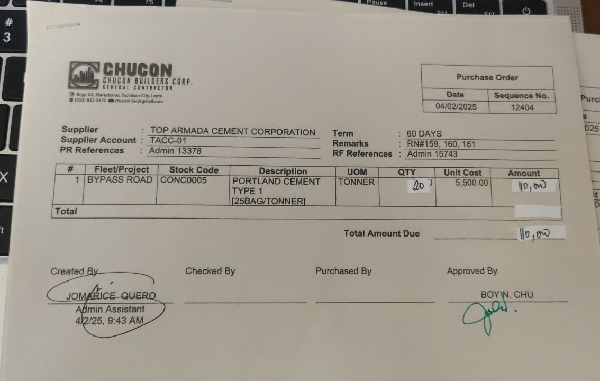 CHUCON
CHUCON BUILDERS CORP.
GENERAL CONTRACTOR
Purchase Order
Date Sequence No.
04/02/2025 12404
Supplier : TOP ARMADA CEMENT CORPORATION
Supplier Account : TACC-01
PR References : Admin 13378
Term : 60 DAYS
Remarks : RN#159, 160, 161
RF References : Admin 15743
# Fleet/Project Stock Code Description UOM QTY Unit Cost Amount
1 BYPASS ROAD CONC0005 PORTLAND CEMENT TONNER 20 5,500.00 110,000
TYPE 1
[25BAG/TONNER]
Total
Total Amount Due 110,000
Created By Checked By Purchased By Approved By
JOMARICE QUERO BOY N. CHU
Admin Assistant
4/2/25, 9:43 AM